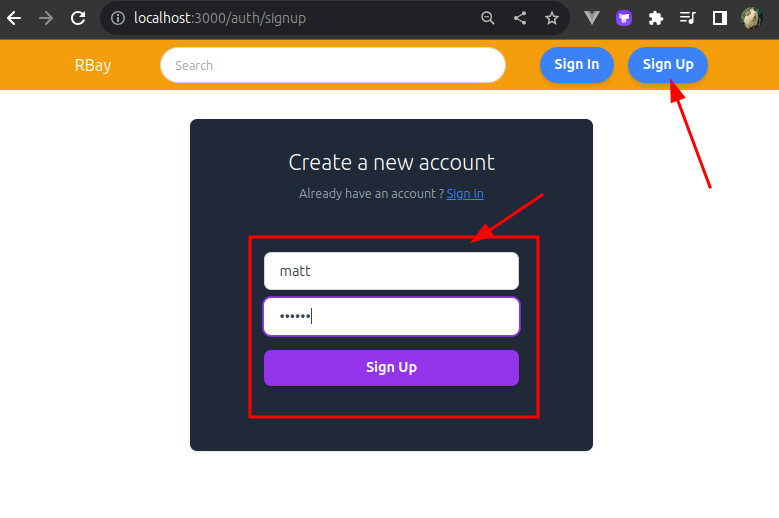 localhost:3000/auth/signup
RBay
Search
Sign In
Sign Up
Create a new account
Already have an account ? Sign in
matt
••••••
Sign Up